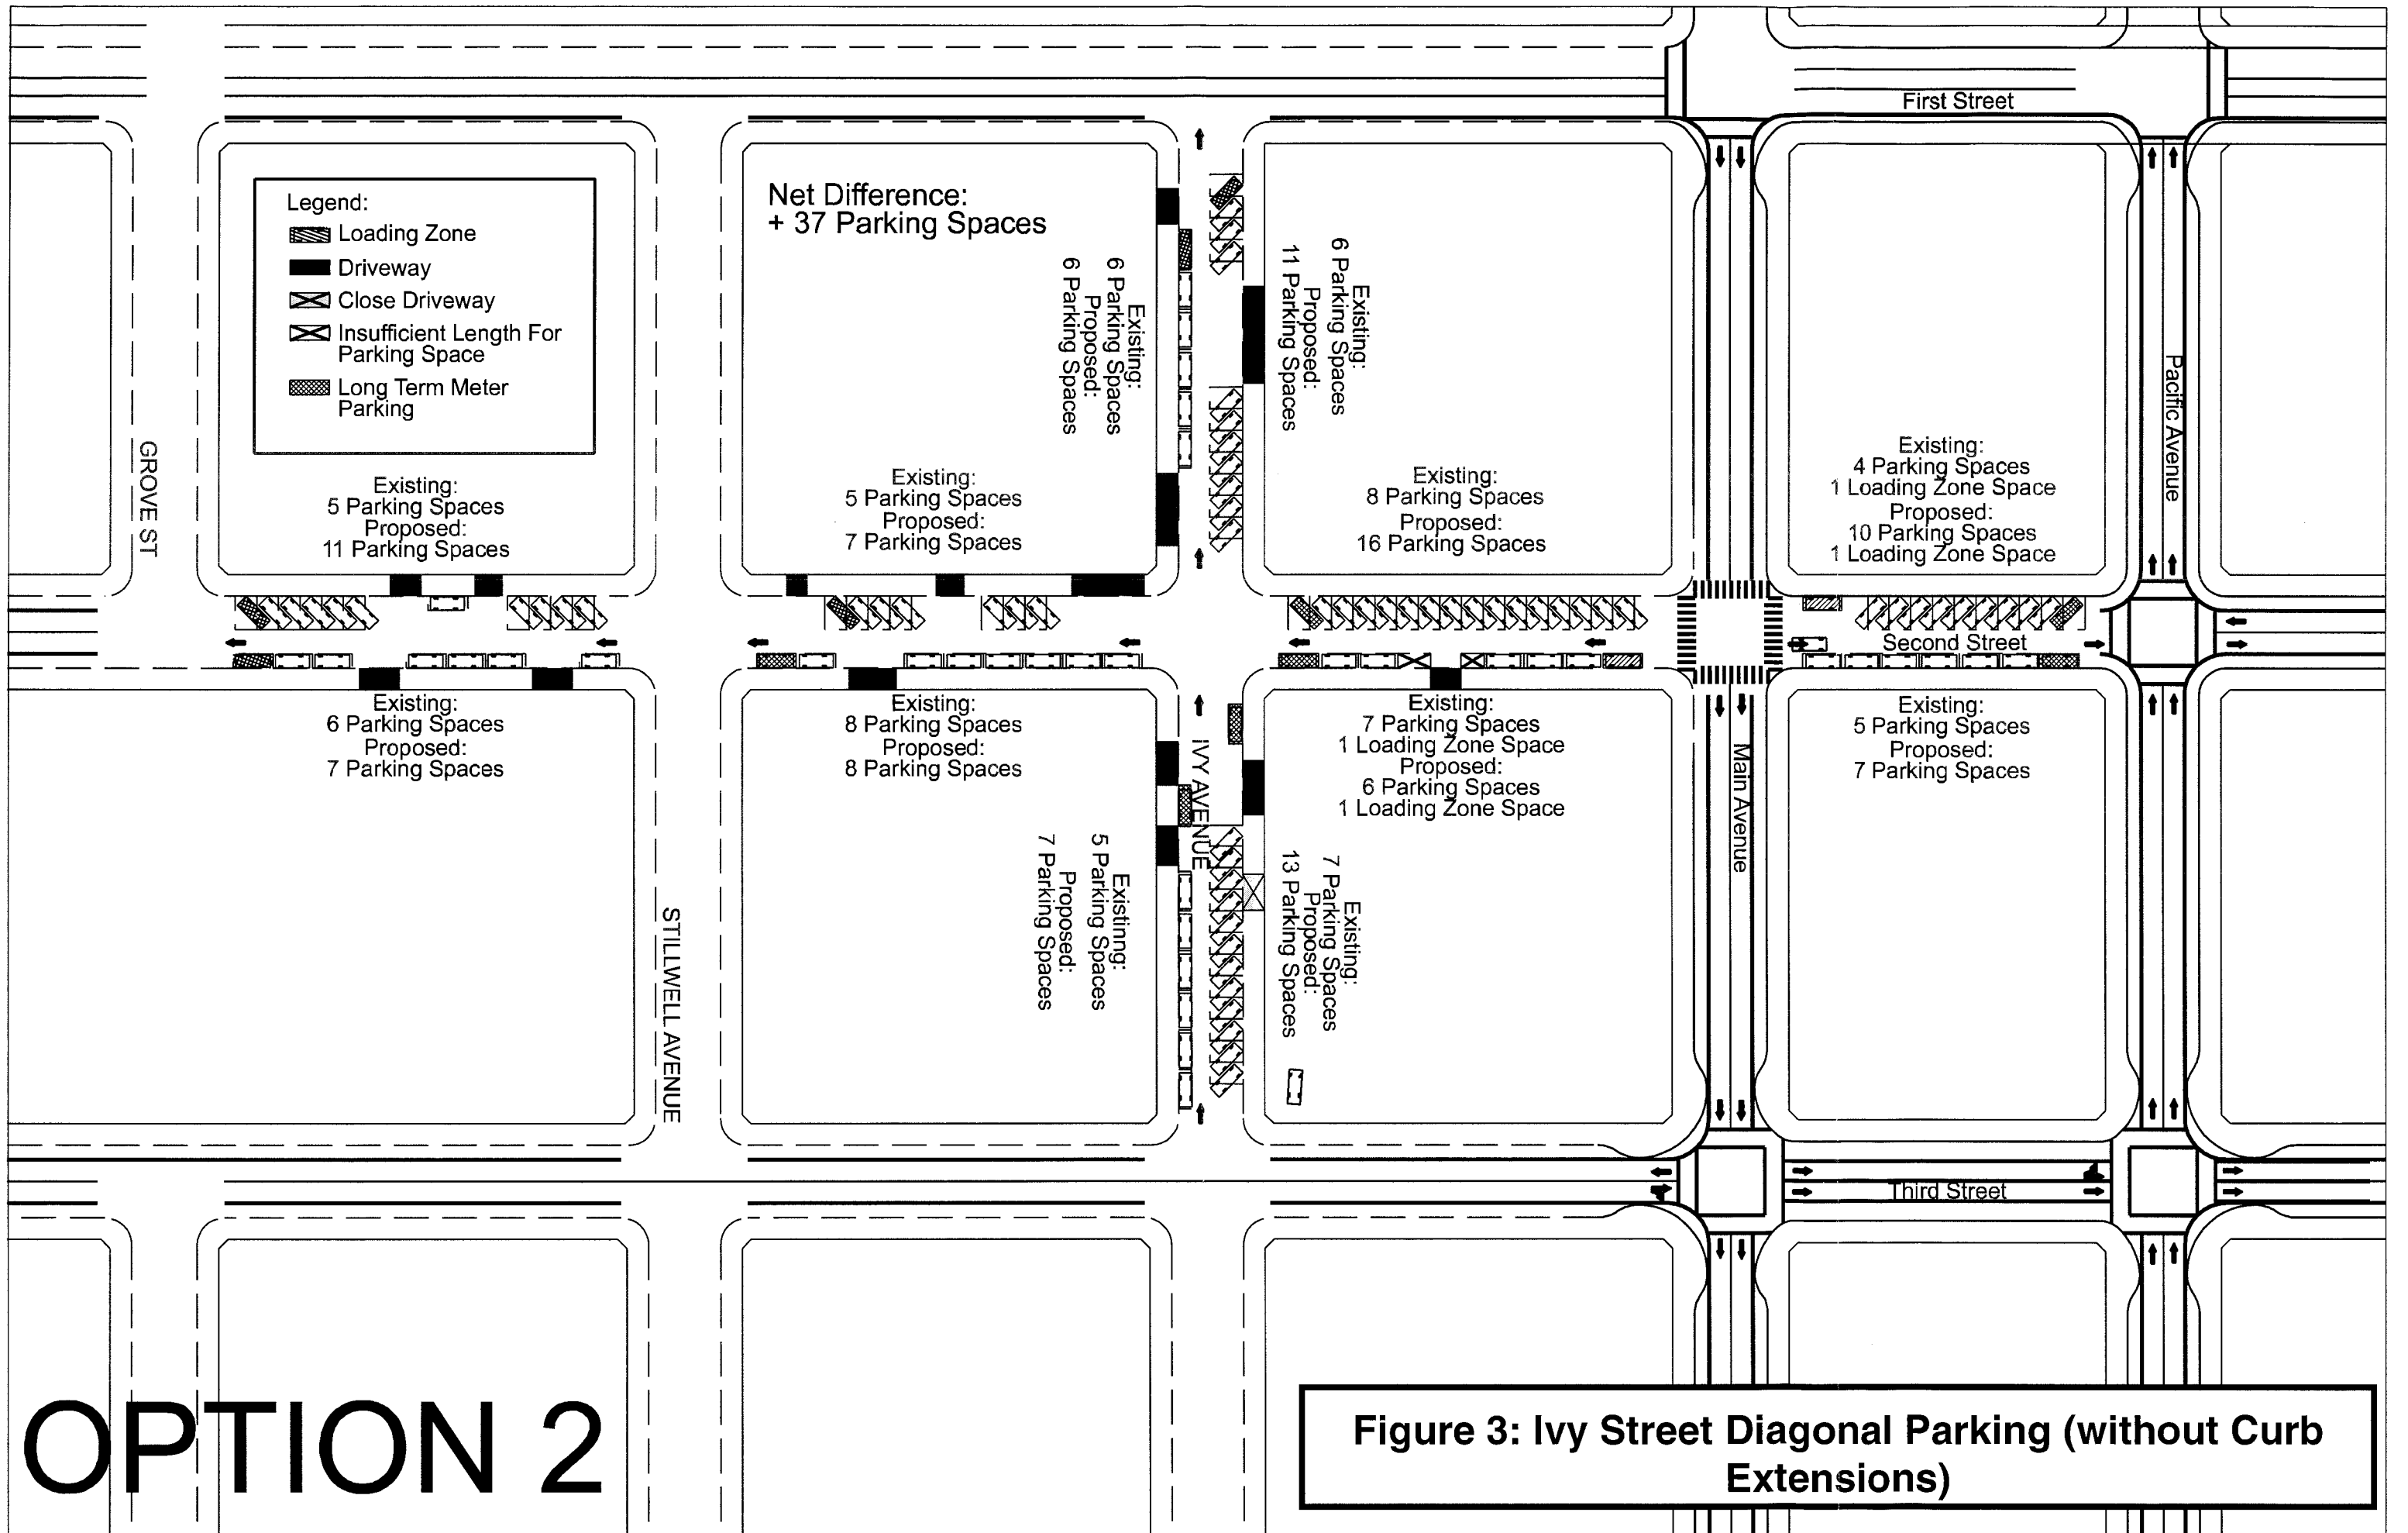 First Street
Legend:
Loading Zone
Driveway
Close Driveway
Insufficient Length For
Parking Space
Long Term Meter
Parking
Net Difference:
+ 37 Parking Spaces
Existing:
6 Parking Spaces
Proposed:
6 Parking Spaces
Existing:
6 Parking Spaces
Proposed:
11 Parking Spaces
Pacific Avenue
GROVE ST
Existing:
5 Parking Spaces
Proposed:
11 Parking Spaces
Existing:
5 Parking Spaces
Proposed:
7 Parking Spaces
Existing:
8 Parking Spaces
Proposed:
16 Parking Spaces
Existing:
4 Parking Spaces
1 Loading Zone Space
Proposed:
10 Parking Spaces
1 Loading Zone Space
Second Street
Existing:
6 Parking Spaces
Proposed:
7 Parking Spaces
Existing:
8 Parking Spaces
Proposed:
8 Parking Spaces
IVY AVENUE
Existing:
7 Parking Spaces
1 Loading Zone Space
Proposed:
6 Parking Spaces
1 Loading Zone Space
Main Avenue
Existing:
5 Parking Spaces
Proposed:
7 Parking Spaces
STILLWELL AVENUE
Existinng:
5 Parking Spaces
Proposed:
7 Parking Spaces
Existing:
7 Parking Spaces
Proposed:
13 Parking Spaces
Third Street
OPTION 2
Figure 3: Ivy Street Diagonal Parking (without Curb
Extensions)